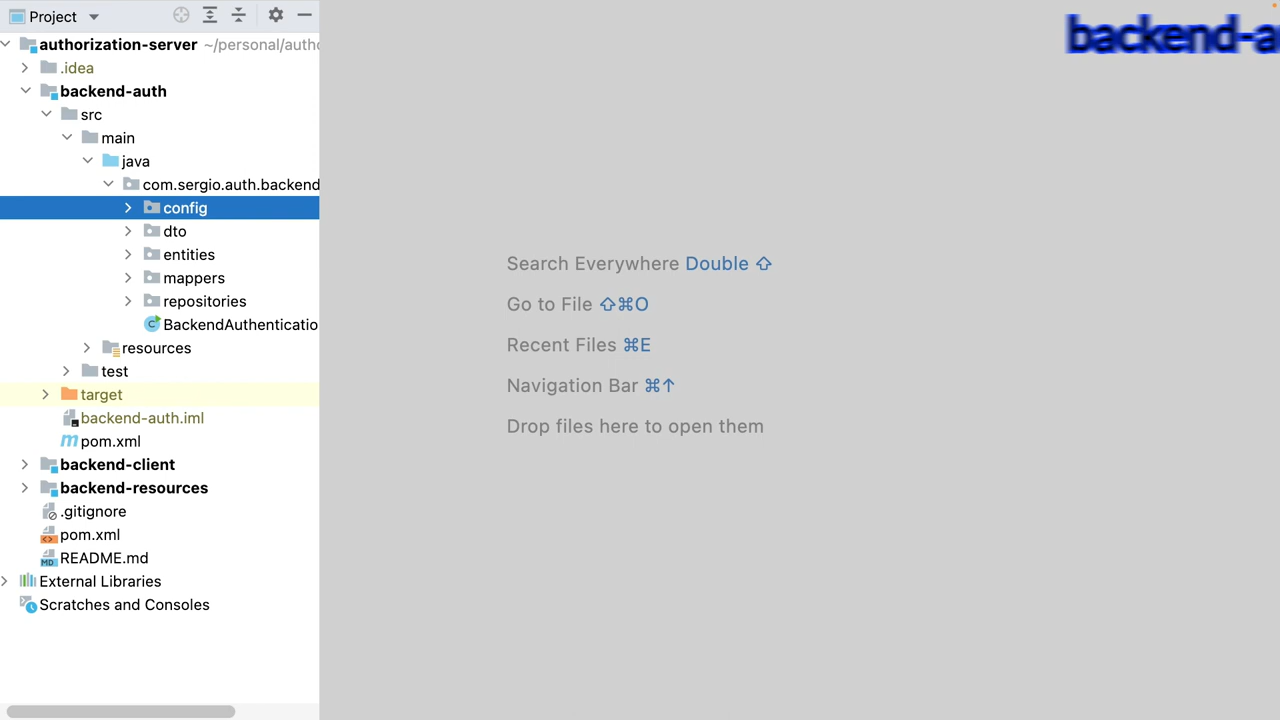 Project
authorization-server ~/personal/autho
.idea
backend-auth
src
main
java
com.sergio.auth.backend
config
dto
entities
mappers
repositories
BackendAuthenticatio
resources
test
target
backend-auth.iml
pom.xml
backend-client
backend-resources
.gitignore
pom.xml
README.md
External Libraries
Scratches and Consoles
backend-a
Search Everywhere Double ⇧
Go to File ⇧⌘O
Recent Files ⌘E
Navigation Bar ⌘↑
Drop files here to open them